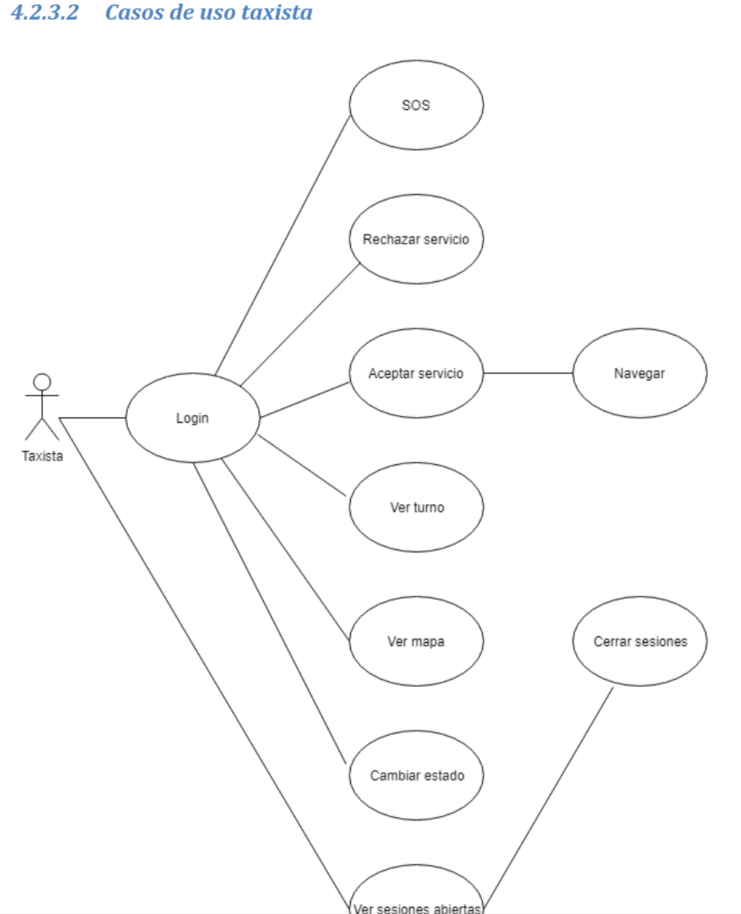 4.2.3.2 Casos de uso taxista
SOS
Rechazar servicio
Aceptar servicio
Navegar
Login
Taxista
Ver turno
Ver mapa
Cerrar sesiones
Cambiar estado
Ver sesiones abiertas